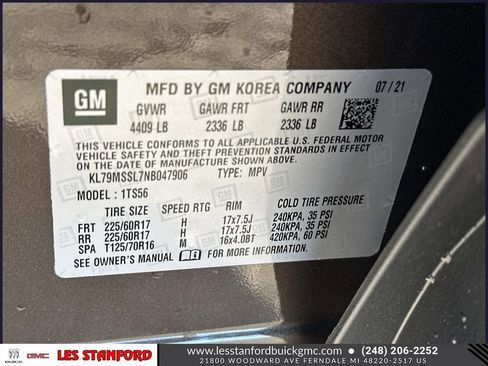 GM
MFD BY GM KOREA COMPANY 07/21
GVWR GAWR FRT GAWR RR
4409 LB 2336 LB 2336 LB
THIS VEHICLE CONFORMS TO ALL APPLICABLE U.S. FEDERAL MOTOR
VEHICLE SAFETY, BUMPER, AND THEFT PREVENTION STANDARDS IN EFFECT
ON THE DATE OF MANUFACTURE SHOWN ABOVE.
KL79MSSL7NB047906 TYPE: MPV
MODEL: 1TS56
TIRE SIZE SPEED RTG RIM COLD TIRE PRESSURE
FRT 225/60R17 H 17x7.5J 240KPA, 35 PSI
RR 225/60R17 H 17x7.5J 240KPA, 35 PSI
SPA T125/70R16 M 16x4.0BT 420KPA, 60 PSI
SEE OWNER'S MANUAL FOR MORE INFORMATION.
BUICK GMC LES STANFORD www.lesstanfordbuickgmc.com (248) 206-2252
21800 WOODWARD AVE FERNDALE MI 48220-2517 US